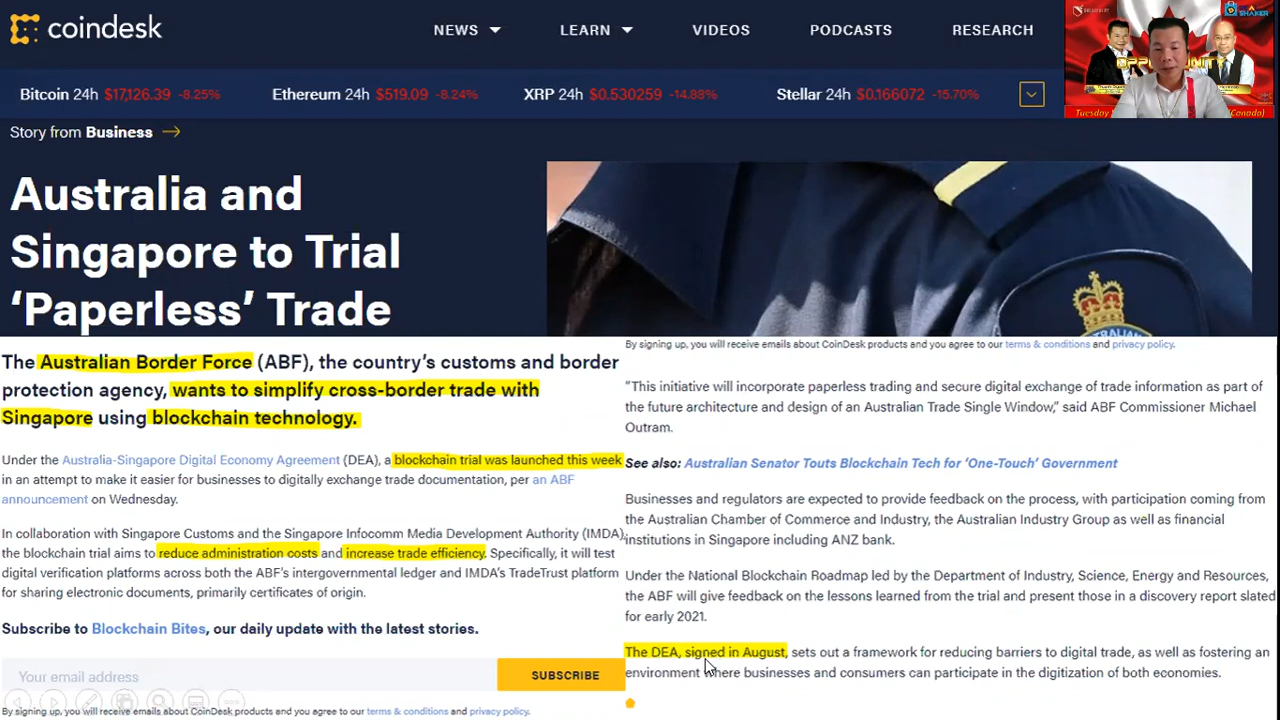 coindesk
NEWS
LEARN
VIDEOS
PODCASTS
RESEARCH
Bitcoin 24h $17,126.39 -8.25%
Ethereum 24h $519.09 -8.24%
XRP 24h $0.530259 -14.88%
Stellar 24h $0.166072 -15.70%
OPPORTUNITY
Tuesday
(Canada)
Story from Business
Australia and
Singapore to Trial
‘Paperless’ Trade
The Australian Border Force (ABF), the country’s customs and border
protection agency, wants to simplify cross-border trade with
Singapore using blockchain technology.
Under the Australia-Singapore Digital Economy Agreement (DEA), a blockchain trial was launched this week
in an attempt to make it easier for businesses to digitally exchange trade documentation, per an ABF
announcement on Wednesday.
In collaboration with Singapore Customs and the Singapore Infocomm Media Development Authority (IMDA),
the blockchain trial aims to reduce administration costs and increase trade efficiency. Specifically, it will test
digital verification platforms across both the ABF’s intergovernmental ledger and IMDA’s TradeTrust platform
for sharing electronic documents, primarily certificates of origin.
Subscribe to Blockchain Bites, our daily update with the latest stories.
Your email address
SUBSCRIBE
By signing up, you will receive emails about CoinDesk products and you agree to our terms & conditions and privacy policy.
By signing up, you will receive emails about CoinDesk products and you agree to our terms & conditions and privacy policy.
“This initiative will incorporate paperless trading and secure digital exchange of trade information as part of
the future architecture and design of an Australian Trade Single Window,” said ABF Commissioner Michael
Outram.
See also: Australian Senator Touts Blockchain Tech for ‘One-Touch’ Government
Businesses and regulators are expected to provide feedback on the process, with participation coming from
the Australian Chamber of Commerce and Industry, the Australian Industry Group as well as financial
institutions in Singapore including ANZ bank.
Under the National Blockchain Roadmap led by the Department of Industry, Science, Energy and Resources,
the ABF will give feedback on the lessons learned from the trial and present those in a discovery report slated
for early 2021.
The DEA, signed in August, sets out a framework for reducing barriers to digital trade, as well as fostering an
environment where businesses and consumers can participate in the digitization of both economies.